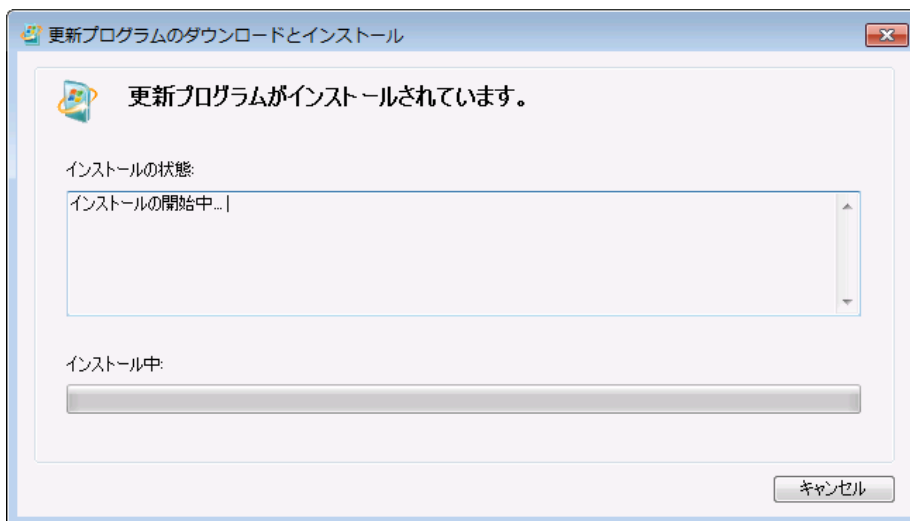 更新プログラムのダウンロードとインストール
更新プログラムがインストールされています。
インストールの状態:
インストールの開始中...
インストール中:
キャンセル